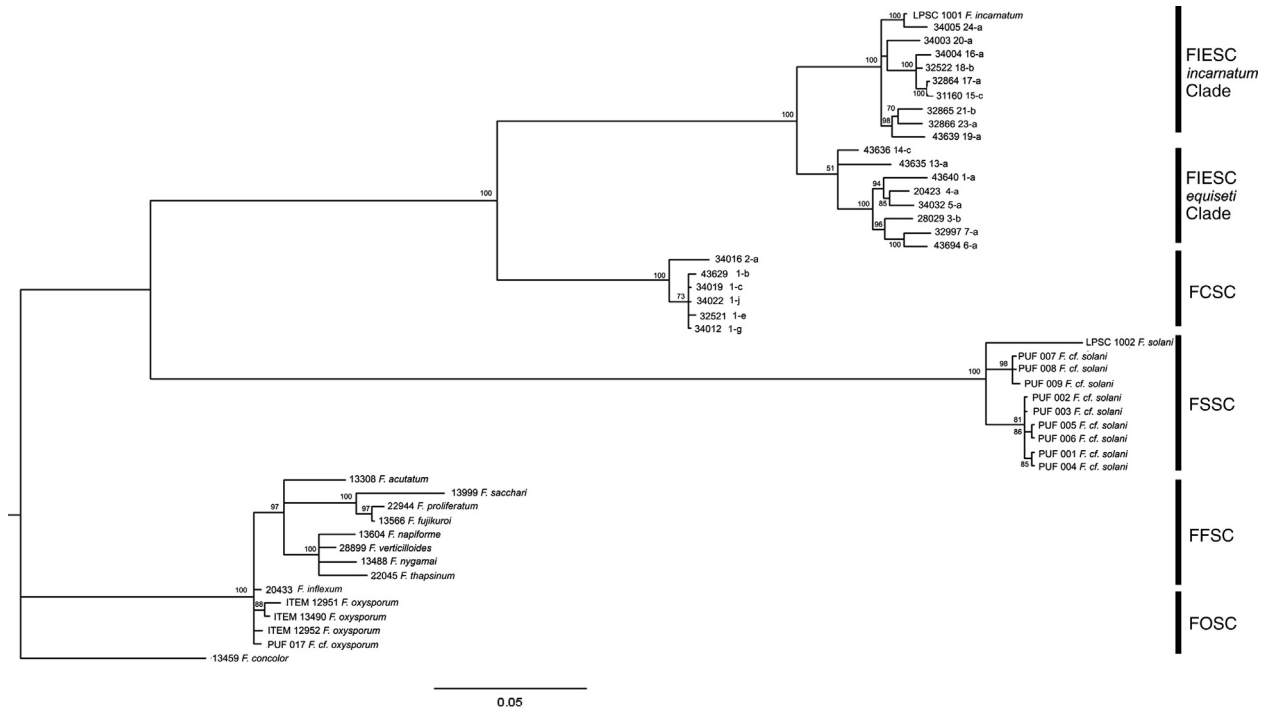 100
LPSC 1001 F. incarnatum
34005 24-a
34003 20-a
34004 16-a
100
100
32522 18-b
32864 17-a
100
31160 15-c
70
32865 21-b
98
32866 23-a
43639 19-a
FIESC
incarnatum
Clade
100
43636 14-c
51
43635 13-a
94
43640 1-a
20423 4-a
85
100
34032 5-a
96
28029 3-b
32997 7-a
100
43694 6-a
FIESC
equiseti
Clade
100
34016 2-a
100
43629 1-b
34019 1-c
73
34022 1-j
32521 1-e
34012 1-g
FCSC
LPSC 1002 F. solani
PUF 007 F. cf. solani
98
PUF 008 F. cf. solani
100
PUF 009 F. cf. solani
PUF 002 F. cf. solani
PUF 003 F. cf. solani
81
PUF 005 F. cf. solani
86
PUF 006 F. cf. solani
PUF 001 F. cf. solani
85
PUF 004 F. cf. solani
FSSC
13308 F. acutatum
100
13999 F. sacchari
97
22944 F. proliferatum
97
13566 F. fujikuroi
13604 F. napiforme
100
28899 F. verticilloides
13488 F. nygamai
22045 F. thapsinum
FFSC
100
20433 F. inflexum
88
ITEM 12951 F. oxysporum
ITEM 13490 F. oxysporum
ITEM 12952 F. oxysporum
PUF 017 F. cf. oxysporum
FOSC
13459 F. concolor
0.05